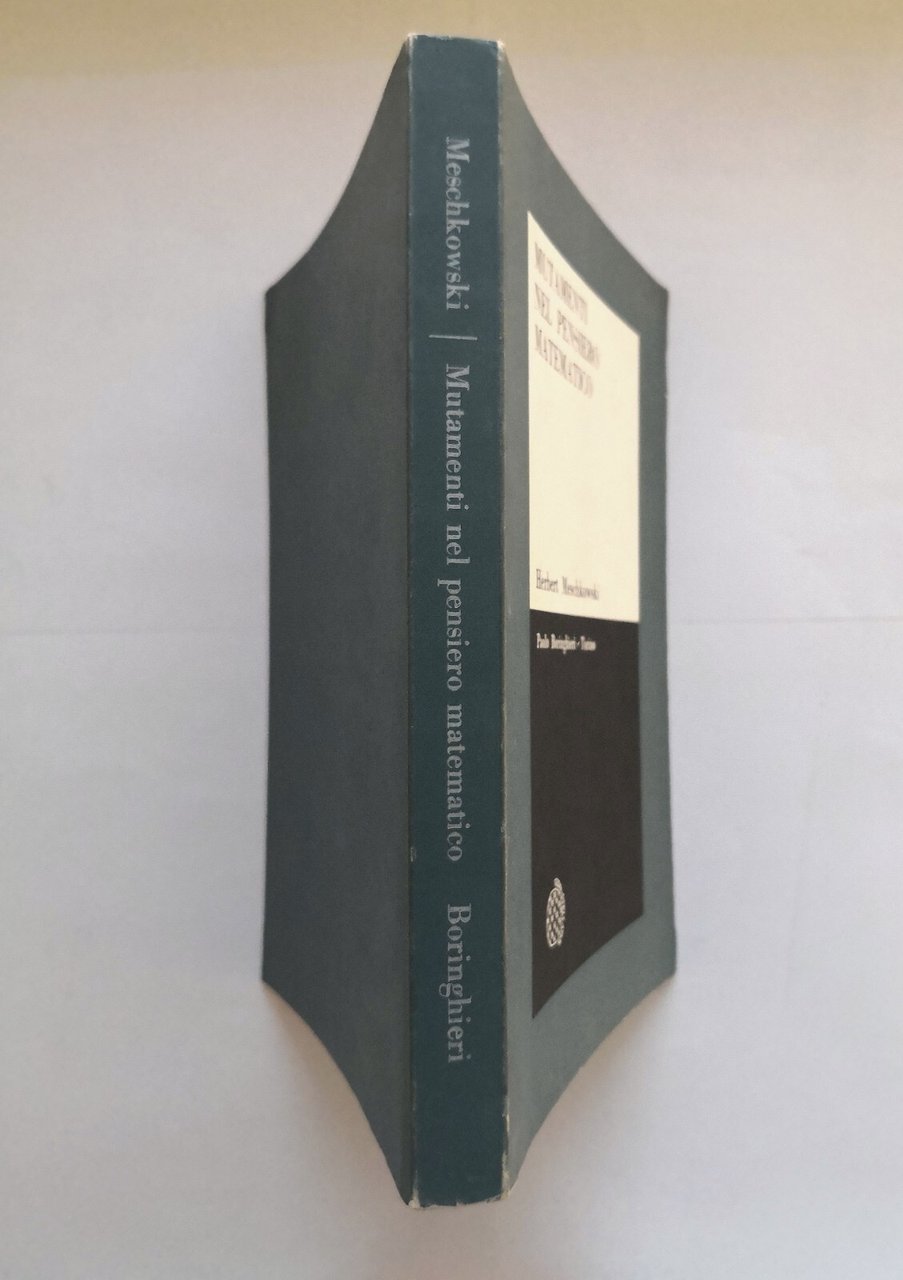 Meschkowski | Mutamenti nel pensiero matematico Boringhieri
MUTAMENTI
NEL PENSIERO
MATEMATICO
Herbert Meschkowski
Paolo Boringhieri - Torino